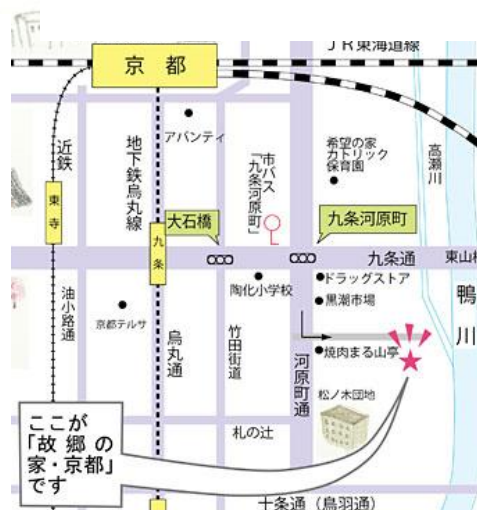 JR東海道線
京都
近鉄
地下鉄烏丸線
アバンティ
市バス
「九条河原町」
希望の家
カトリック
保育園
高瀬川
東寺
九条
大石橋
九条河原町
九条通
東山
鴨川
陶化小学校
ドラッグストア
黒潮市場
油小路通
京都テルサ
烏丸通
竹田街道
河原町通
焼肉まる山亭
松ノ木団地
札の辻
ここが
「故郷の
家・京都」
です
十条通（鳥羽通）